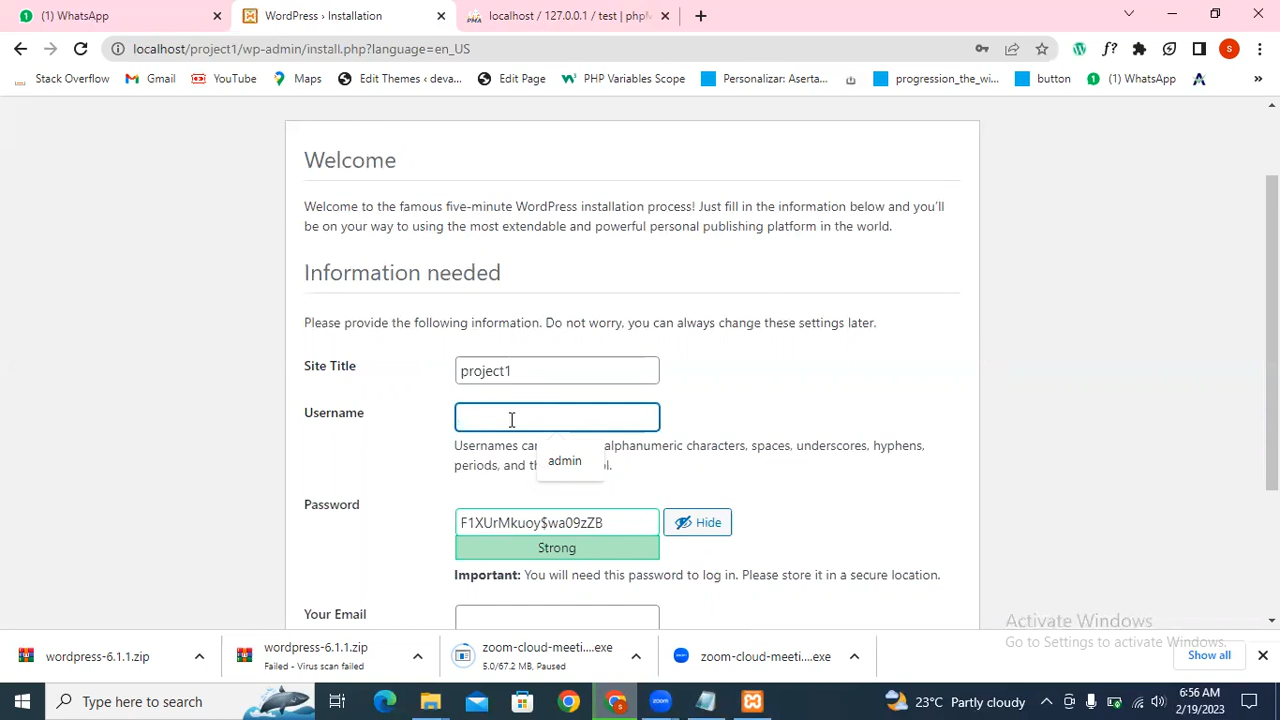 (1) WhatsApp
WordPress › Installation
localhost / 127.0.0.1 / test | phpM
localhost/project1/wp-admin/install.php?language=en_US
Stack Overflow
Gmail
YouTube
Maps
Edit Themes ‹ deva...
Edit Page
PHP Variables Scope
Personalizar: Aserta...
progression_the_wi...
button
(1) WhatsApp
»
Welcome
Welcome to the famous five-minute WordPress installation process! Just fill in the information below and you'll
be on your way to using the most extendable and powerful personal publishing platform in the world.
Information needed
Please provide the following information. Do not worry, you can always change these settings later.
Site Title
project1
Username
Usernames ca alphanumeric characters, spaces, underscores, hyphens,
periods, and th l.
admin
Password
F1XUrMkuoy$wa09zZB
Hide
Strong
Important: You will need this password to log in. Please store it in a secure location.
Your Email
Activate Windows
Go to Settings to activate Windows.
wordpress-6.1.1.zip
wordpress-6.1.1.zip
Failed - Virus scan failed
zoom-cloud-meeti....exe
5.0/67.2 MB, Paused
zoom-cloud-meeti....exe
Show all
Type here to search
23°C Partly cloudy
6:56 AM
2/19/2023